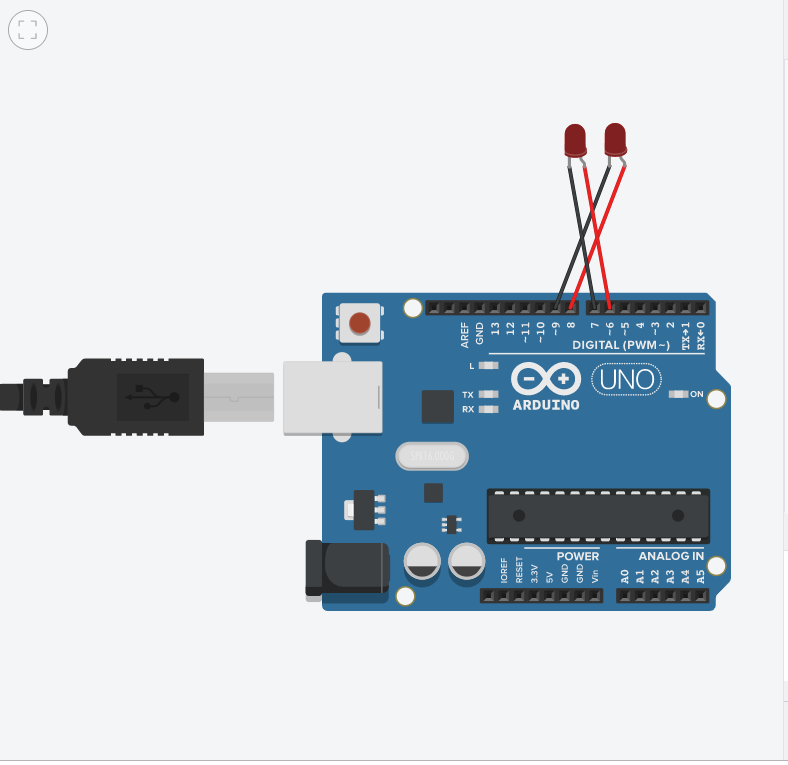 AREF
GND
13
12
~11
~10
~9
8
7
~6
~5
4
~3
2
TX→1
RX←0
DIGITAL (PWM~)
L
TX
RX
ARDUINO
UNO
ON
POWER
ANALOG IN
IOREF
RESET
3.3V
5V
GND
GND
Vin
A0
A1
A2
A3
A4
A5